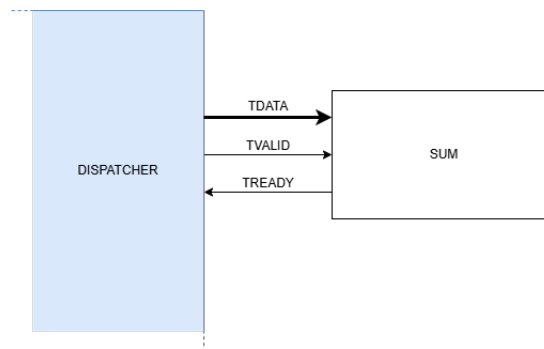 TDATA
TVALID
SUM
DISPATCHER
TREADY